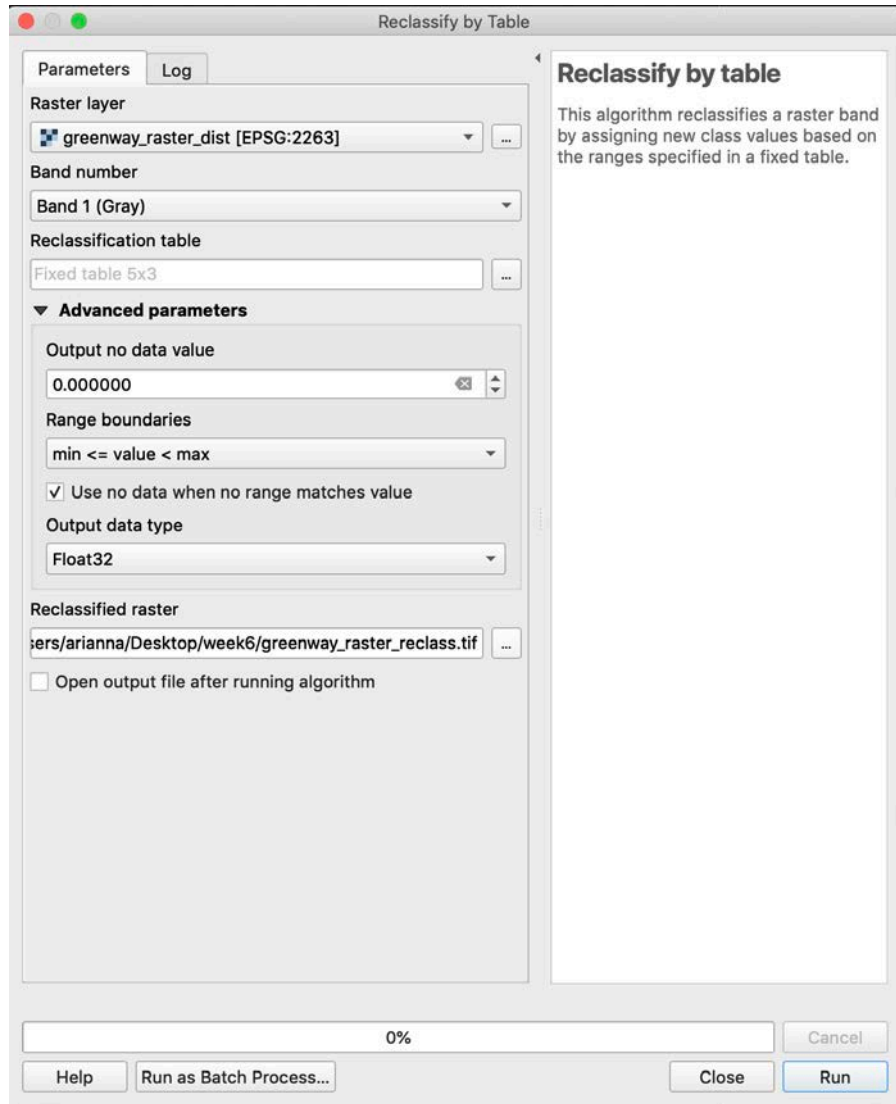 Reclassify by Table
Parameters
Log
Raster layer
greenway_raster_dist [EPSG:2263]
...
Band number
Band 1 (Gray)
Reclassification table
Fixed table 5x3
...
Advanced parameters
Output no data value
0.000000
Range boundaries
min <= value < max
Use no data when no range matches value
Output data type
Float32
Reclassified raster
sers/arianna/Desktop/week6/greenway_raster_reclass.tif
...
Open output file after running algorithm
Reclassify by table
This algorithm reclassifies a raster band
by assigning new class values based on
the ranges specified in a fixed table.
0%
Cancel
Help
Run as Batch Process...
Close
Run